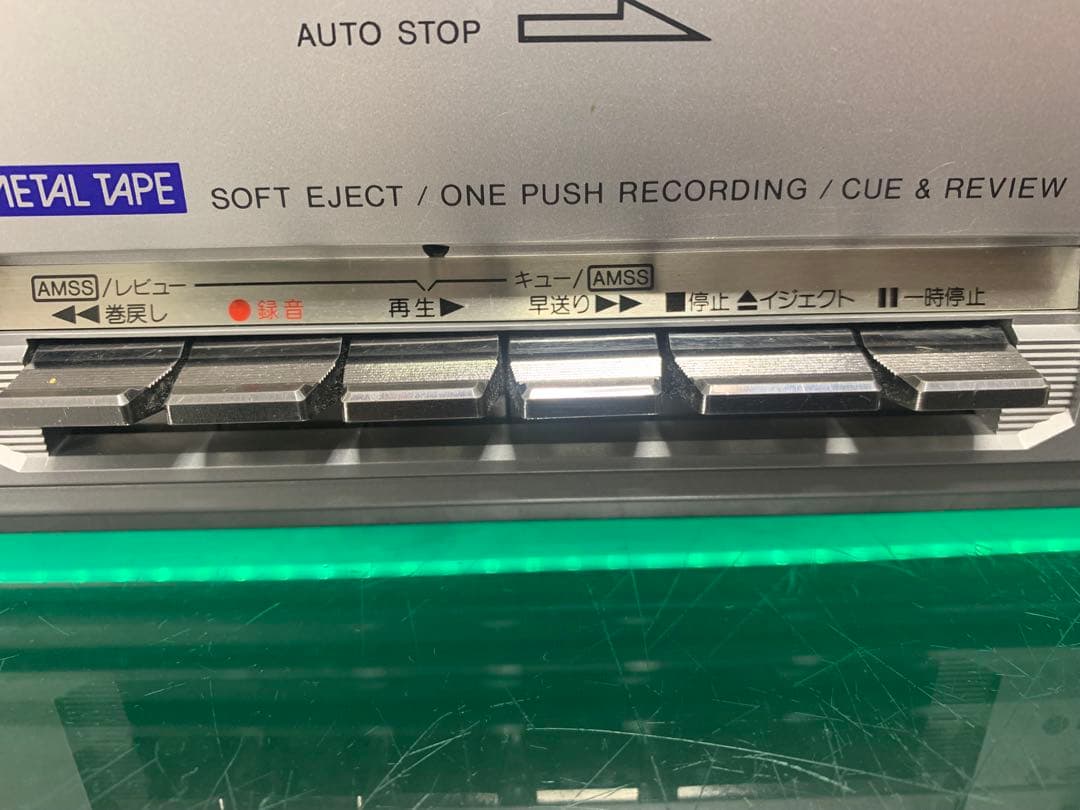 AUTO STOP
METAL TAPE
SOFT EJECT / ONE PUSH RECORDING / CUE & REVIEW
AMSS/レビュー キュー/AMSS
◀◀巻戻し ●録音 再生▶ 早送り▶▶ ■停止 ⏏イジェクト ⏸一時停止